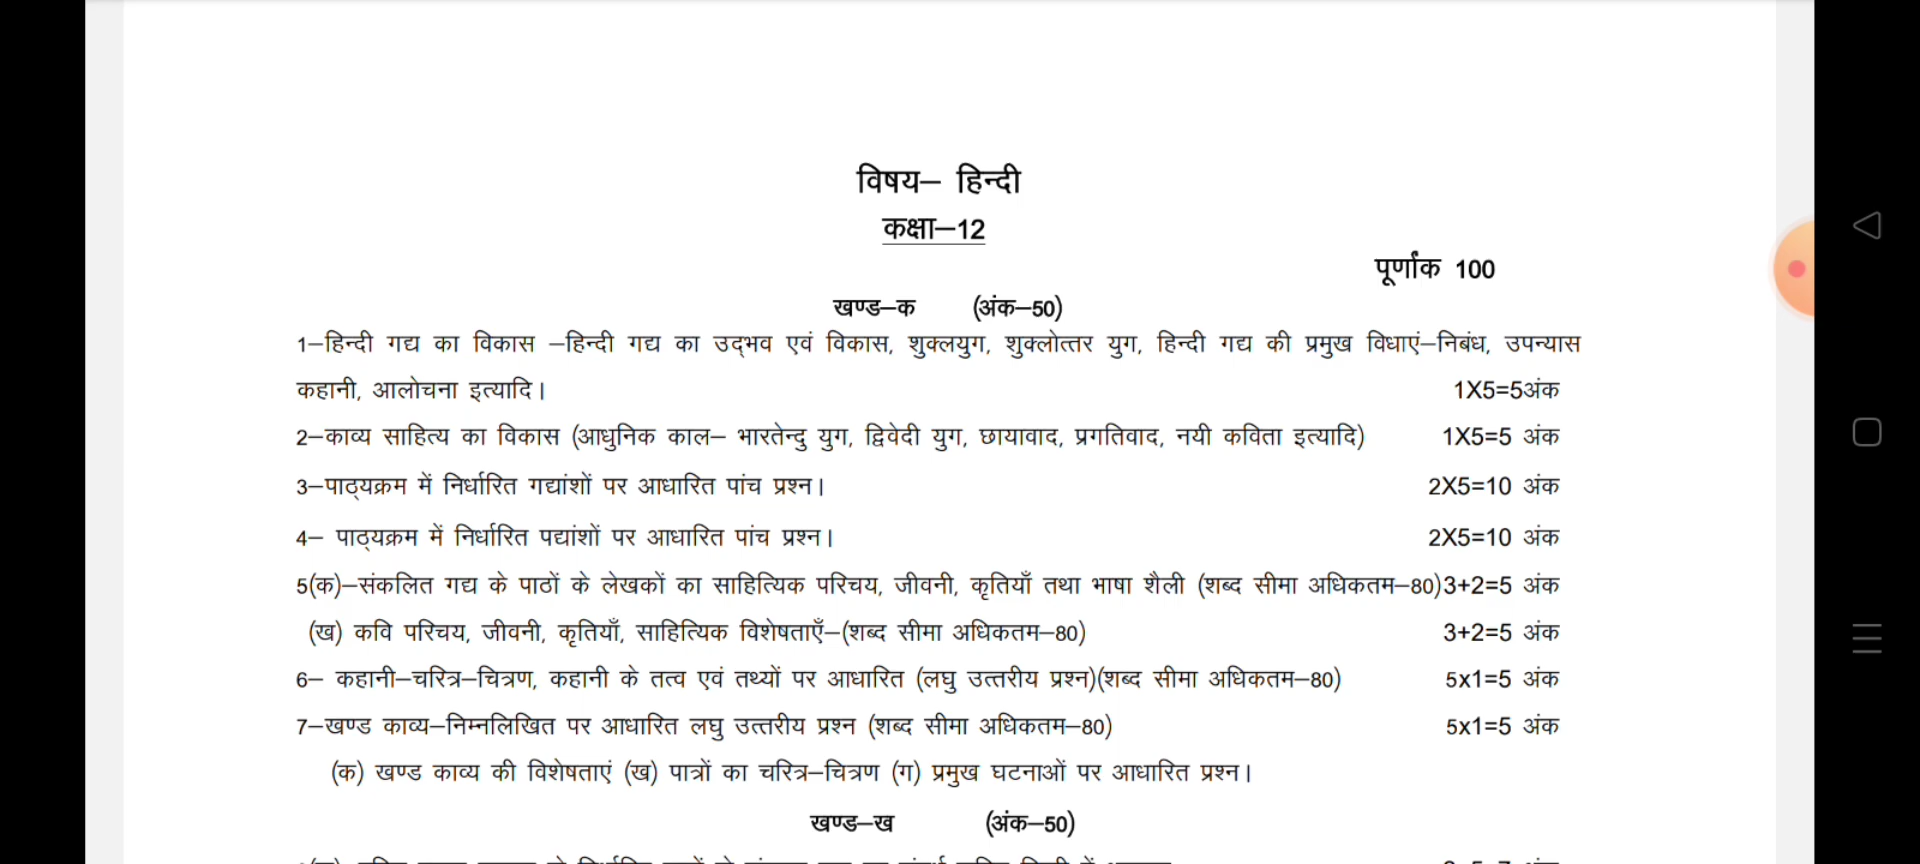 विषय– हिन्दी
कक्षा–12
पूर्णांक 100
खण्ड–क (अंक–50)
1–हिन्दी गद्य का विकास –हिन्दी गद्य का उद्भव एवं विकास, शुक्लयुग, शुक्लोत्तर युग, हिन्दी गद्य की प्रमुख विधाएं–निबंध, उपन्यास
कहानी, आलोचना इत्यादि। 1X5=5अंक
2–काव्य साहित्य का विकास (आधुनिक काल– भारतेन्दु युग, द्विवेदी युग, छायावाद, प्रगतिवाद, नयी कविता इत्यादि) 1X5=5 अंक
3–पाठ्यक्रम में निर्धारित गद्यांशों पर आधारित पांच प्रश्न। 2X5=10 अंक
4– पाठ्यक्रम में निर्धारित पद्यांशों पर आधारित पांच प्रश्न। 2X5=10 अंक
5(क)–संकलित गद्य के पाठों के लेखकों का साहित्यिक परिचय, जीवनी, कृतियाँ तथा भाषा शैली (शब्द सीमा अधिकतम–80)3+2=5 अंक
(ख) कवि परिचय, जीवनी, कृतियाँ, साहित्यिक विशेषताएँ–(शब्द सीमा अधिकतम–80) 3+2=5 अंक
6– कहानी–चरित्र–चित्रण, कहानी के तत्व एवं तथ्यों पर आधारित (लघु उत्तरीय प्रश्न)(शब्द सीमा अधिकतम–80) 5x1=5 अंक
7–खण्ड काव्य–निम्नलिखित पर आधारित लघु उत्तरीय प्रश्न (शब्द सीमा अधिकतम–80) 5x1=5 अंक
(क) खण्ड काव्य की विशेषताएं (ख) पात्रों का चरित्र–चित्रण (ग) प्रमुख घटनाओं पर आधारित प्रश्न।
खण्ड–ख (अंक–50)